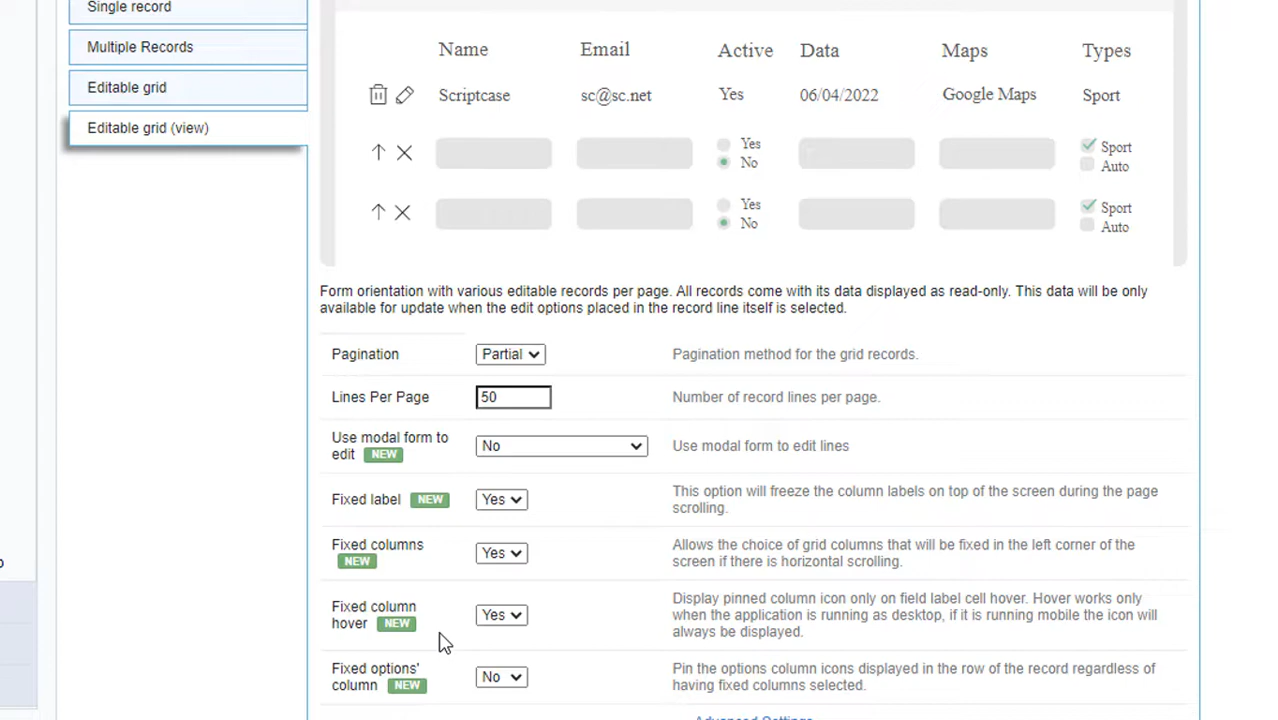 Single record
Multiple Records
Editable grid
Editable grid (view)
Name Email Active Data Maps Types
Scriptcase sc@sc.net Yes 06/04/2022 Google Maps Sport
Yes
No
Sport
Auto
Yes
No
Sport
Auto
Form orientation with various editable records per page. All records come with its data displayed as read-only. This data will be only
available for update when the edit options placed in the record line itself is selected.
Pagination Partial Pagination method for the grid records.
Lines Per Page 50 Number of record lines per page.
Use modal form to
edit NEW
No
Use modal form to edit lines
Fixed label NEW Yes
This option will freeze the column labels on top of the screen during the page
scrolling.
Fixed columns
NEW
Yes
Allows the choice of grid columns that will be fixed in the left corner of the
screen if there is horizontal scrolling.
Fixed column
hover NEW
Yes
Display pinned column icon only on field label cell hover. Hover works only
when the application is running as desktop, if it is running mobile the icon will
always be displayed.
Fixed options'
column NEW
No
Pin the options column icons displayed in the row of the record regardless of
having fixed columns selected.
Advanced Settings